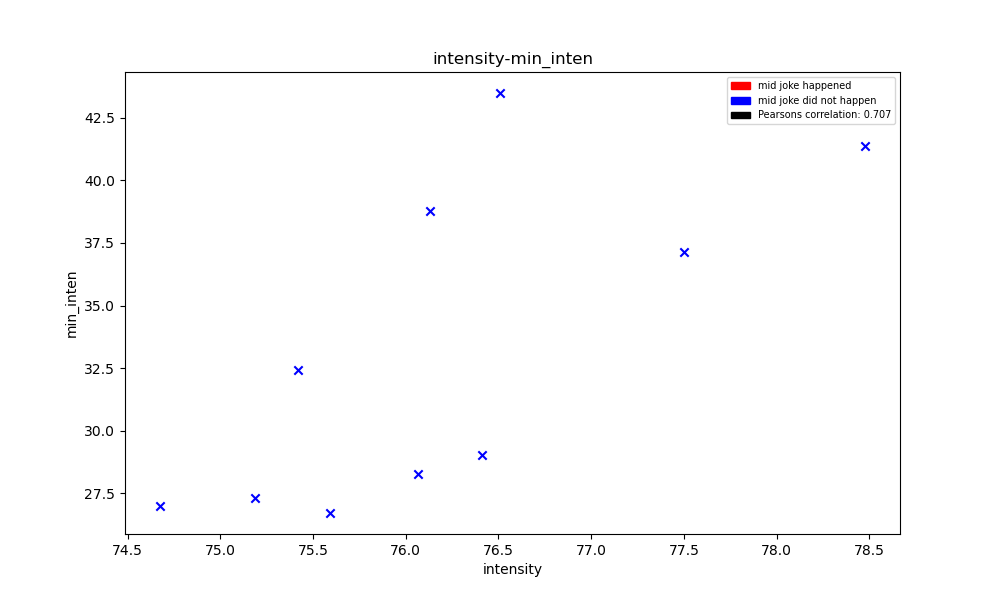 intensity-min_inten
mid joke happened
mid joke did not happen
Pearsons correlation: 0.707
min_inten
42.5
40.0
37.5
35.0
32.5
30.0
27.5
74.5 75.0 75.5 76.0 76.5 77.0 77.5 78.0 78.5
intensity